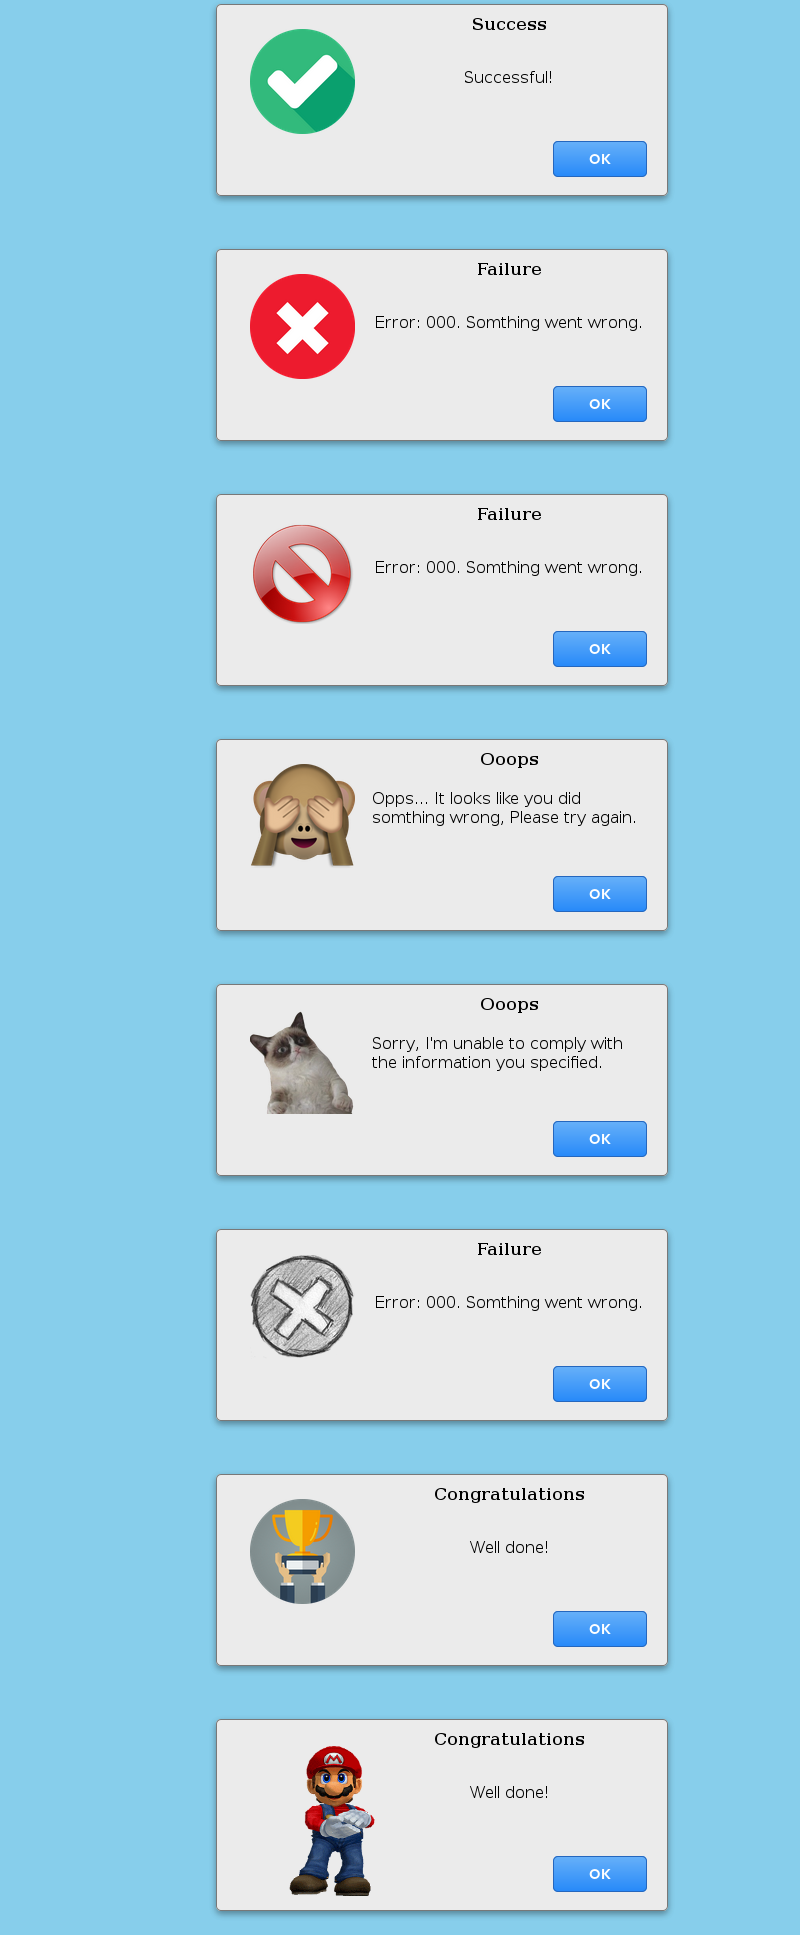 Success
Successful!
OK
Failure
Error: 000. Somthing went wrong.
OK
Failure
Error: 000. Somthing went wrong.
OK
Ooops
Opps... It looks like you did
somthing wrong, Please try again.
OK
Ooops
Sorry, I'm unable to comply with
the information you specified.
OK
Failure
Error: 000. Somthing went wrong.
OK
Congratulations
Well done!
OK
Congratulations
M
Well done!
OK